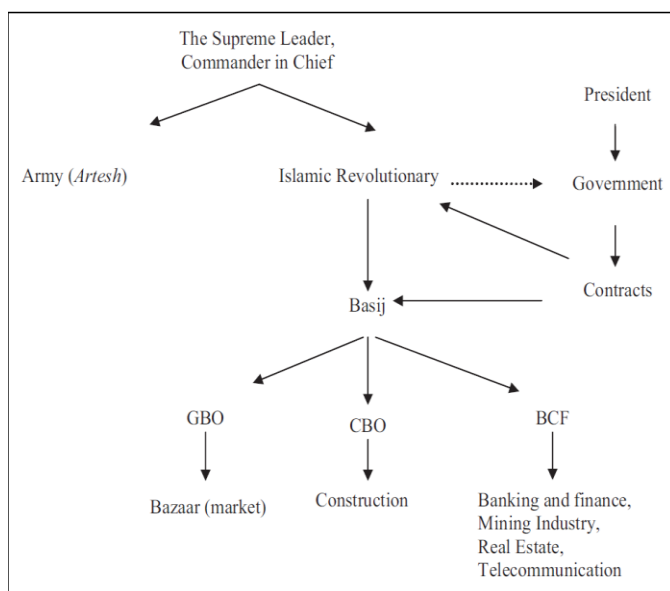 The Supreme Leader,
Commander in Chief
President
Army (Artesh)
Islamic Revolutionary
Government
Contracts
Basij
GBO
CBO
BCF
Bazaar (market)
Construction
Banking and finance,
Mining Industry,
Real Estate,
Telecommunication